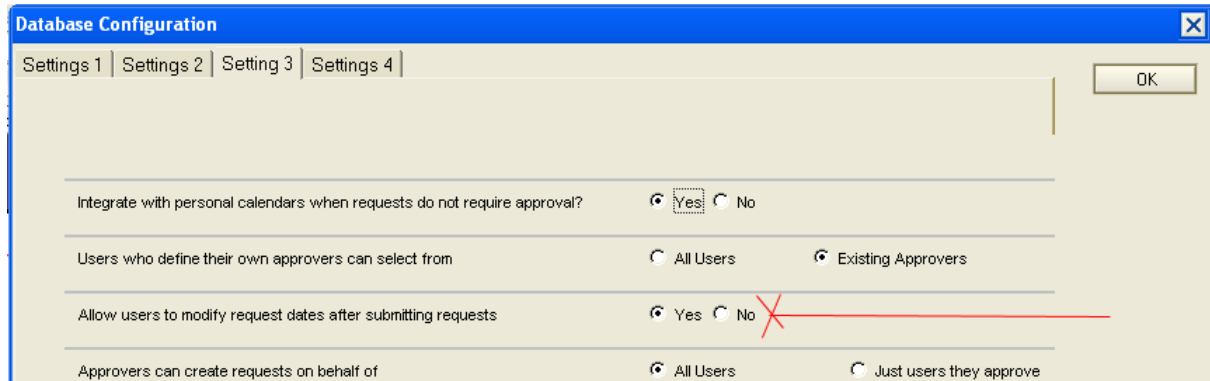 Database Configuration
Settings 1 Settings 2 Setting 3 Settings 4
OK
Integrate with personal calendars when requests do not require approval? Yes No
Users who define their own approvers can select from All Users Existing Approvers
Allow users to modify request dates after submitting requests Yes No
Approvers can create requests on behalf of All Users Just users they approve